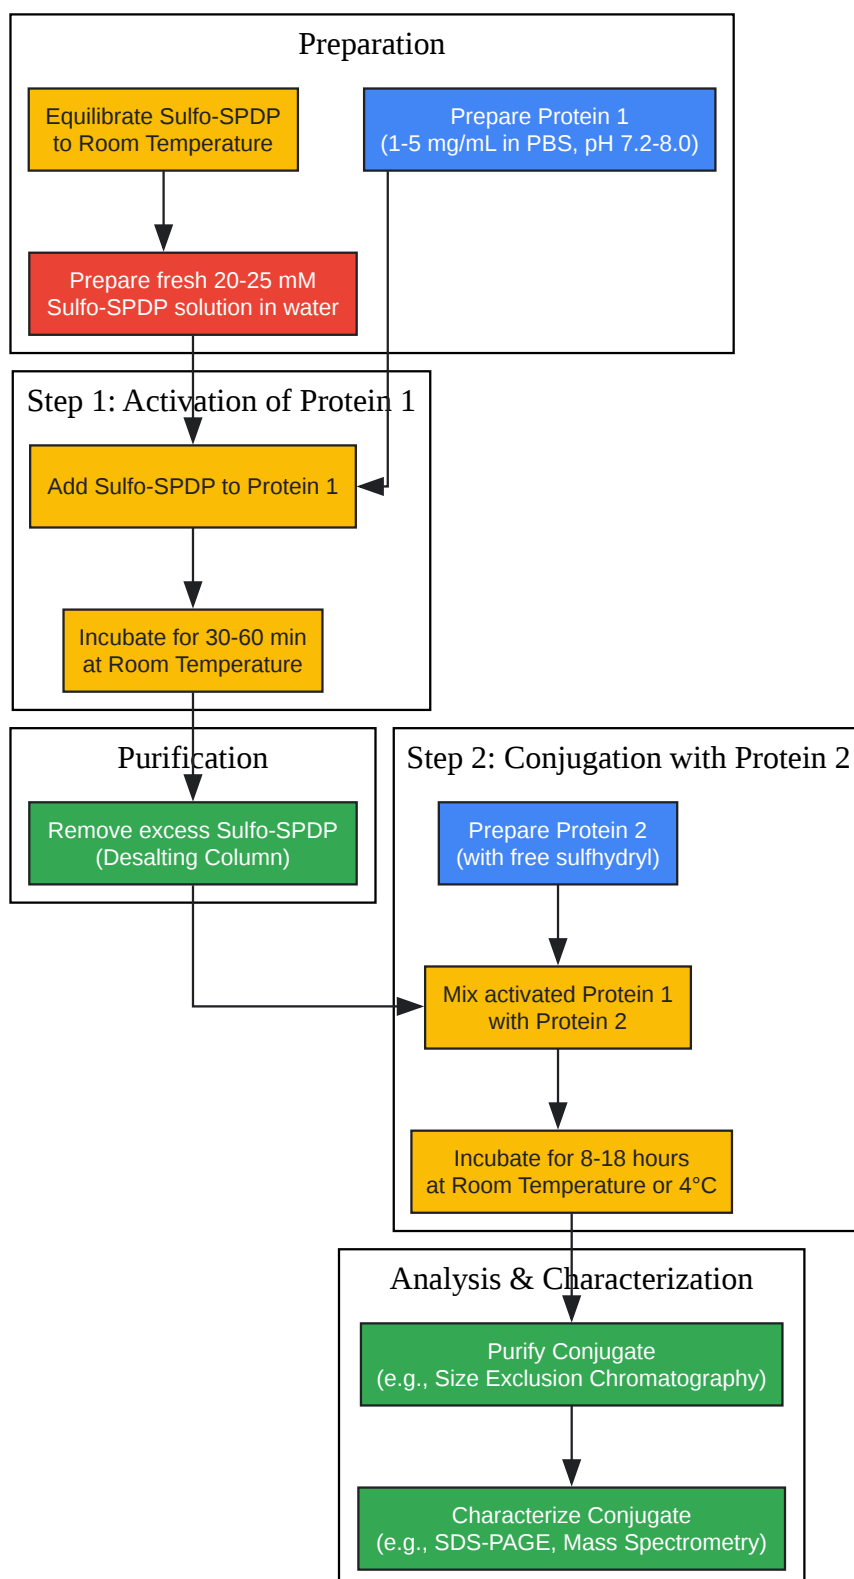 Preparation
Equilibrate Sulfo-SPDP
to Room Temperature
Prepare Protein 1
(1-5 mg/mL in PBS, pH 7.2-8.0)
Prepare fresh 20-25 mM
Sulfo-SPDP solution in water
Step 1: Activation of Protein 1
Add Sulfo-SPDP to Protein 1
Incubate for 30-60 min
at Room Temperature
Purification
Remove excess Sulfo-SPDP
(Desalting Column)
Step 2: Conjugation with Protein 2
Prepare Protein 2
(with free sulfhydryl)
Mix activated Protein 1
with Protein 2
Incubate for 8-18 hours
at Room Temperature or 4°C
Analysis & Characterization
Purify Conjugate
(e.g., Size Exclusion Chromatography)
Characterize Conjugate
(e.g., SDS-PAGE, Mass Spectrometry)